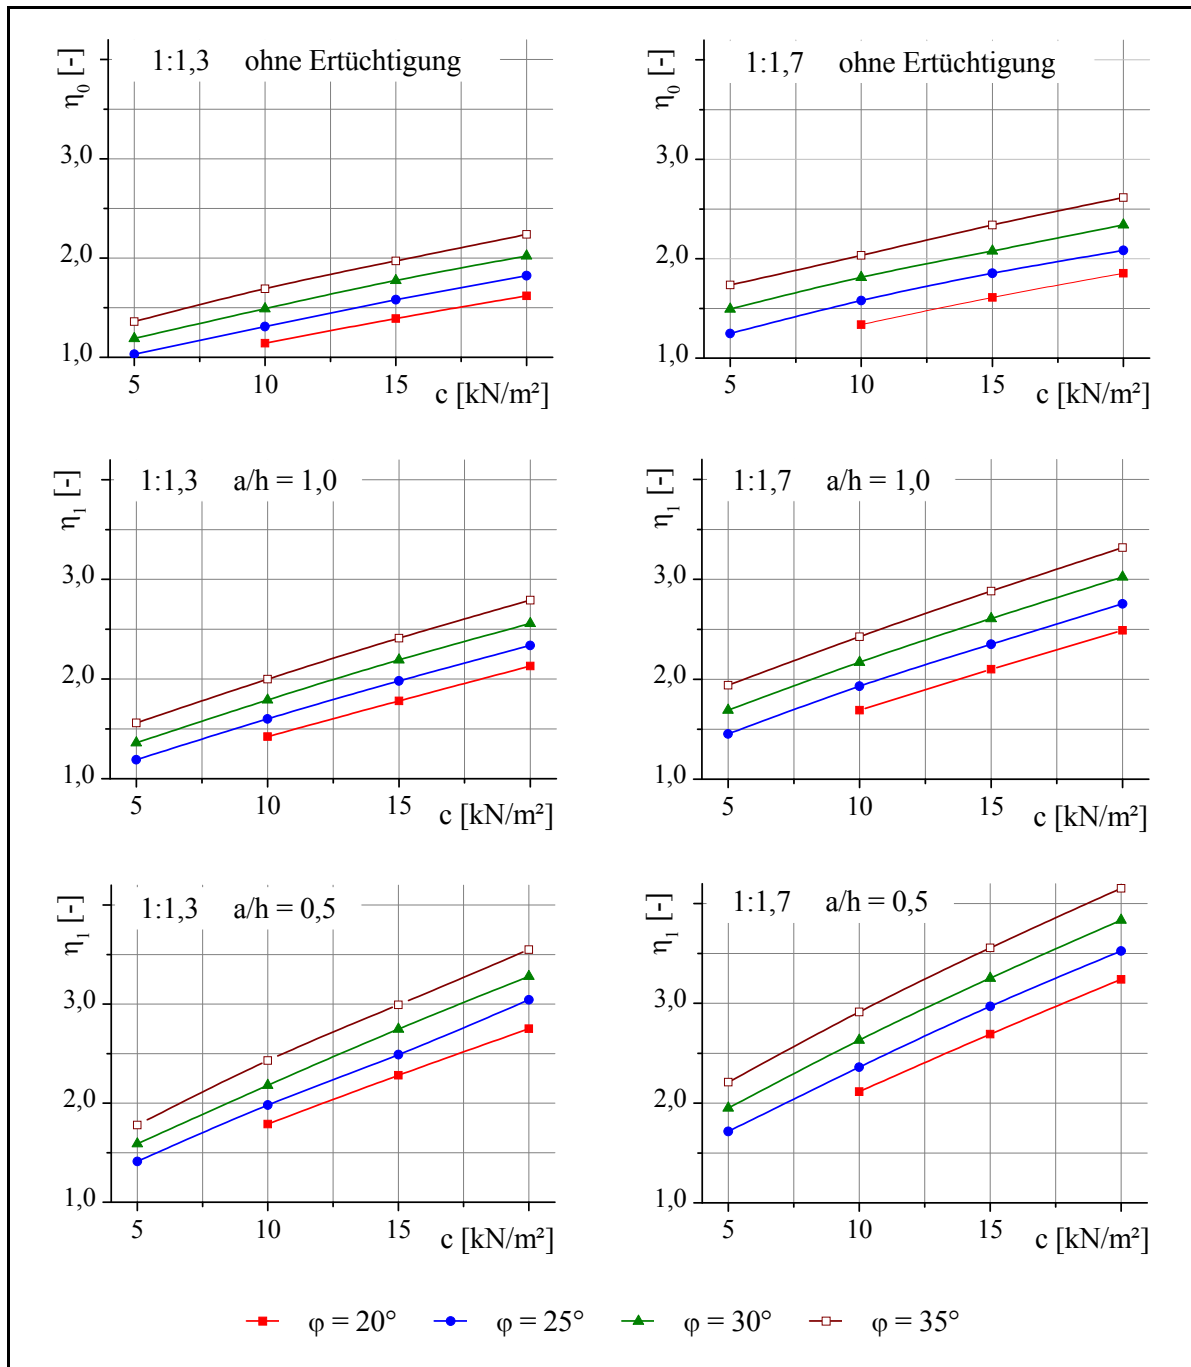 1:1,3 ohne Ertüchtigung
η₀ [-]
3,0
2,0
1,0
5 10 15 c [kN/m²]
1:1,7 ohne Ertüchtigung
η₀ [-]
3,0
2,0
1,0
5 10 15 c [kN/m²]
1:1,3 a/h = 1,0
η₁ [-]
3,0
2,0
1,0
5 10 15 c [kN/m²]
1:1,7 a/h = 1,0
η₁ [-]
3,0
2,0
1,0
5 10 15 c [kN/m²]
1:1,3 a/h = 0,5
η₁ [-]
3,0
2,0
1,0
5 10 15 c [kN/m²]
1:1,7 a/h = 0,5
η₁ [-]
3,0
2,0
1,0
5 10 15 c [kN/m²]
φ = 20° φ = 25° φ = 30° φ = 35°